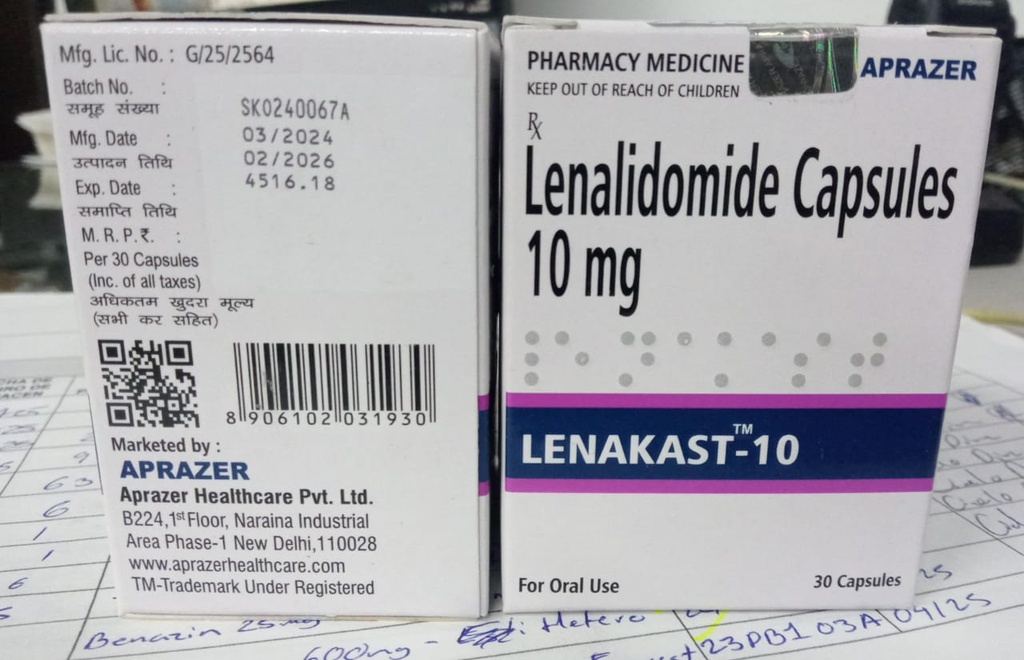 Mfg. Lic. No. : G/25/2564
Batch No. :
समूह संख्या
SK0240067A
Mfg. Date :
03/2024
उत्पादन तिथि
02/2026
Exp. Date :
4516.18
समाप्ति तिथि
M. R. P.₹. :
Per 30 Capsules
(Inc. of all taxes)
अधिकतम खुदरा मूल्य
(सभी कर सहित)
8 906102 031930
Marketed by :
APRAZER
Aprazer Healthcare Pvt. Ltd.
B224,1st Floor, Naraina Industrial
Area Phase-1 New Delhi,110028
www.aprazerhealthcare.com
TM-Trademark Under Registered
PHARMACY MEDICINE
KEEP OUT OF REACH OF CHILDREN
APRAZER
Rx
Lenalidomide Capsules
10 mg
LENAKAST™-10
For Oral Use
30 Capsules
Benazin 25mg
600mg - Hetero
23PB1 03A 04/25